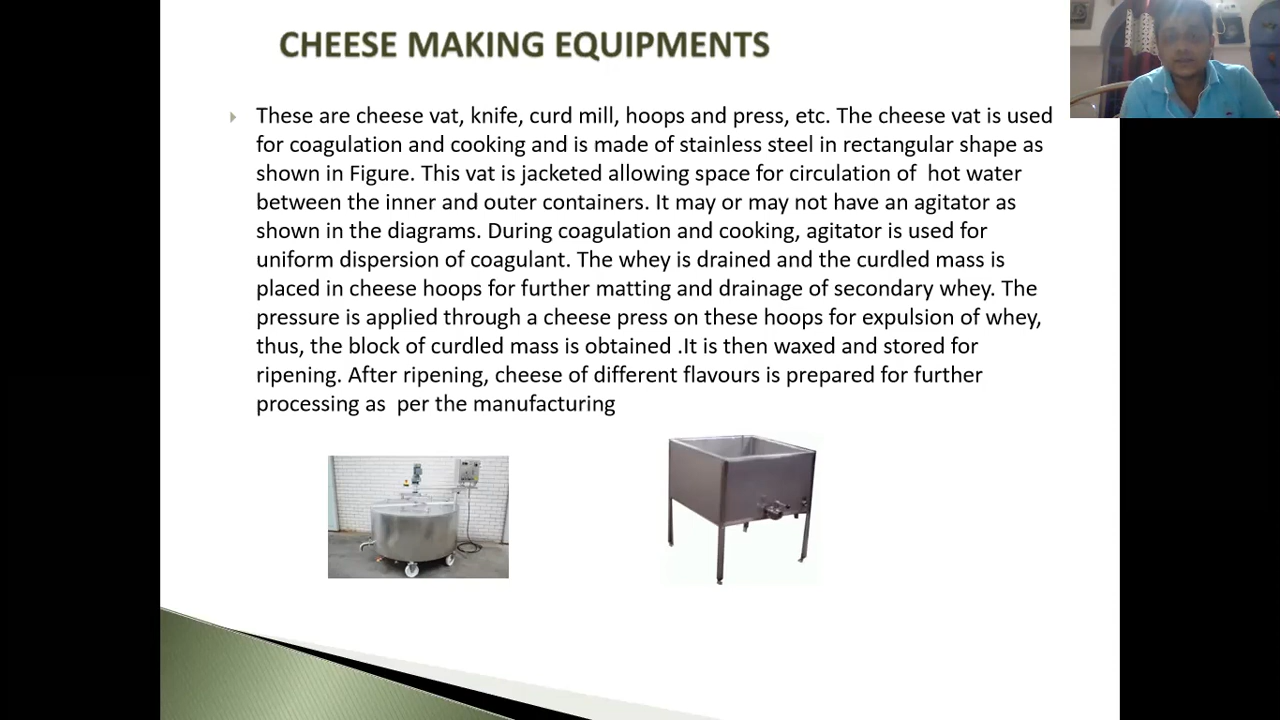 CHEESE MAKING EQUIPMENTS
These are cheese vat, knife, curd mill, hoops and press, etc. The cheese vat is used
for coagulation and cooking and is made of stainless steel in rectangular shape as
shown in Figure. This vat is jacketed allowing space for circulation of  hot water
between the inner and outer containers. It may or may not have an agitator as
shown in the diagrams. During coagulation and cooking, agitator is used for
uniform dispersion of coagulant. The whey is drained and the curdled mass is
placed in cheese hoops for further matting and drainage of secondary whey. The
pressure is applied through a cheese press on these hoops for expulsion of whey,
thus, the block of curdled mass is obtained .It is then waxed and stored for
ripening. After ripening, cheese of different flavours is prepared for further
processing as  per the manufacturing